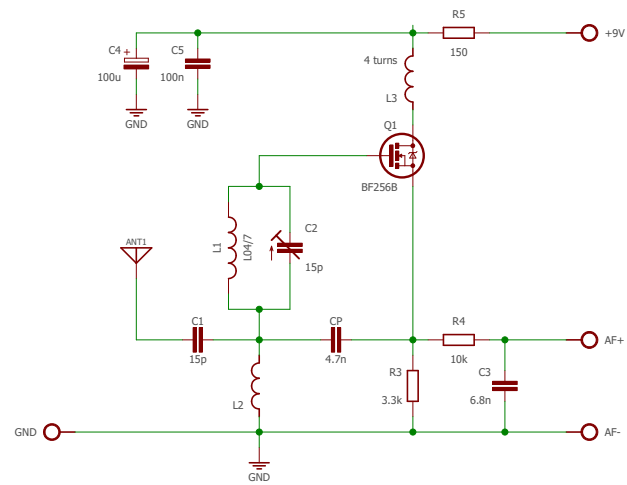 R5
+9V
150
C4
+
100u
C5
100n
GND
GND
4 turns
L3
Q1
BF256B
ANT1
L1
L04/7
C2
15p
C1
15p
CP
4.7n
R4
10k
AF+
R3
3.3k
C3
6.8n
L2
GND
AF-
GND